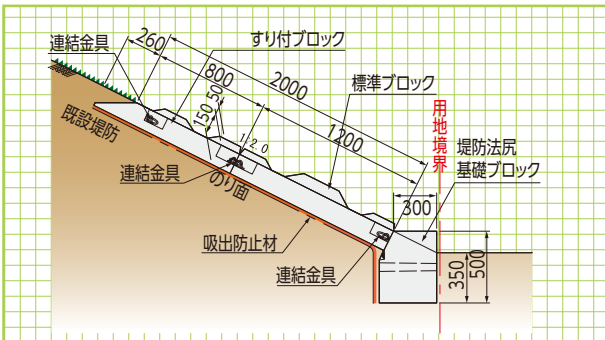 260
すり付ブロック
連結金具
800
2000
標準ブロック
50
150
1200
用地境界
既設堤防
1:2.0
堤防法尻
基礎ブロック
連結金具
のり面
300
吸出防止材
連結金具
350
500